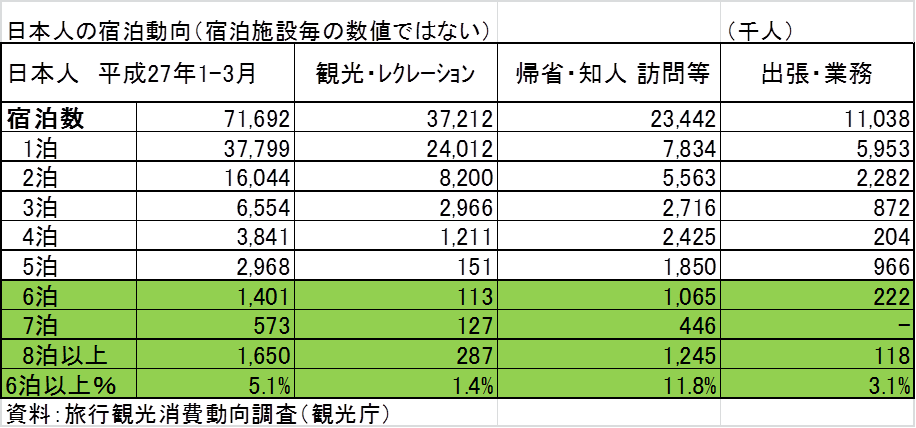 日本人の宿泊動向(宿泊施設毎の数値ではない) (千人)
日本人 平成27年1-3月 観光・レクレーション 帰省・知人 訪問等 出張・業務
宿泊数 71,692 37,212 23,442 11,038
1泊 37,799 24,012 7,834 5,953
2泊 16,044 8,200 5,563 2,282
3泊 6,554 2,966 2,716 872
4泊 3,841 1,211 2,425 204
5泊 2,968 151 1,850 966
6泊 1,401 113 1,065 222
7泊 573 127 446 -
8泊以上 1,650 287 1,245 118
6泊以上% 5.1% 1.4% 11.8% 3.1%
資料:旅行観光消費動向調査(観光庁)